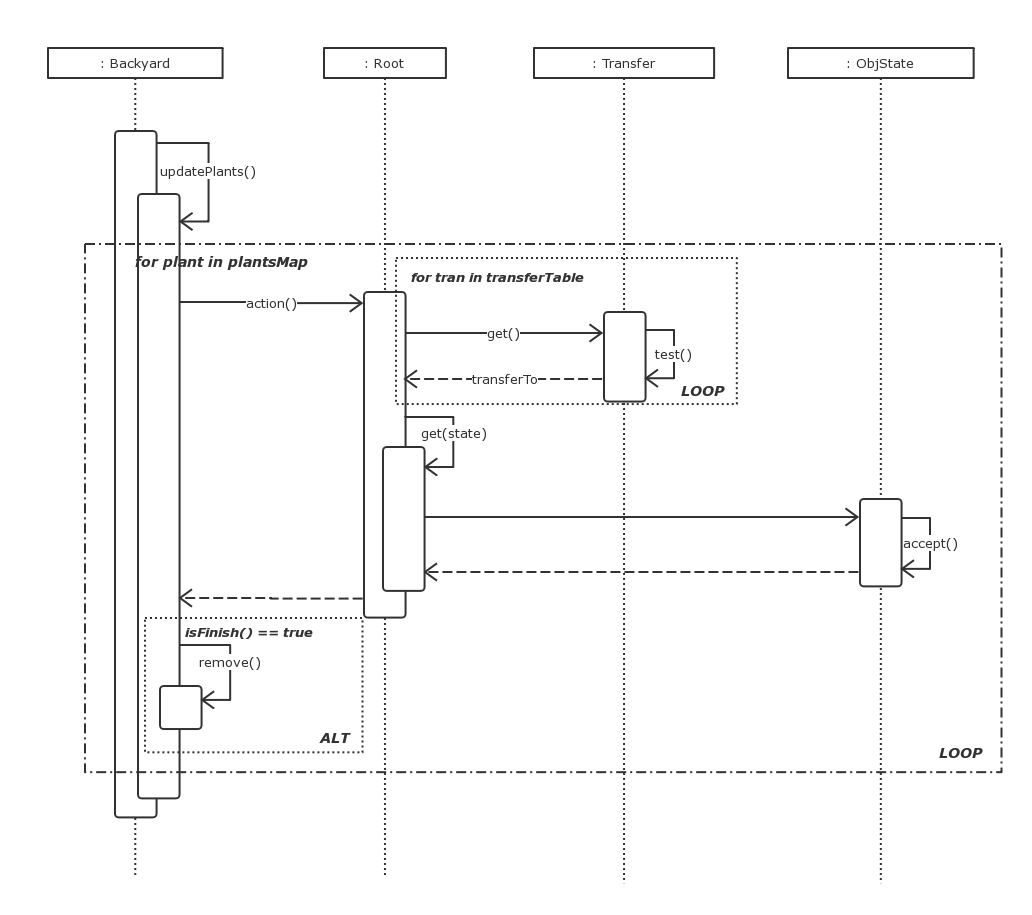 : Backyard
: Root
: Transfer
: ObjState
updatePlants()
for plant in plantsMap
for tran in transferTable
action()
get()
test()
transferTo
LOOP
get(state)
accept()
isFinish() == true
remove()
ALT
LOOP